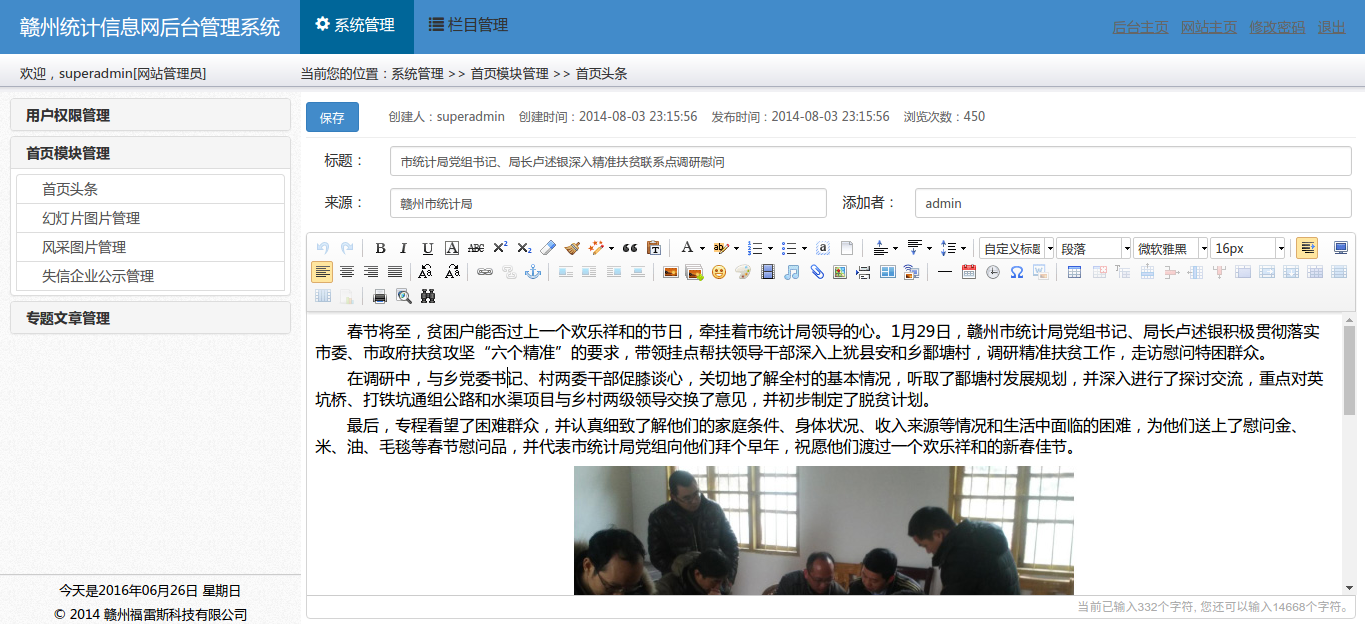 赣州统计信息网后台管理系统
系统管理
栏目管理
后台主页 网站主页 修改密码 退出
欢迎，superadmin[网站管理员]
当前您的位置：系统管理 >> 首页模块管理 >> 首页头条
用户权限管理
首页模块管理
首页头条
幻灯片图片管理
风采图片管理
失信企业公示管理
专题文章管理
今天是2016年06月26日 星期日
© 2014 赣州福雷斯科技有限公司
保存
创建人：superadmin 创建时间：2014-08-03 23:15:56 发布时间：2014-08-03 23:15:56 浏览次数：450
标题：
市统计局党组书记、局长卢述银深入精准扶贫联系点调研慰问
来源：
赣州市统计局
添加者：
admin
自定义标题 段落 微软雅黑 16px
春节将至，贫困户能否过上一个欢乐祥和的节日，牵挂着市统计局领导的心。1月29日，赣州市统计局党组书记、局长卢述银积极贯彻落实
市委、市政府扶贫攻坚“六个精准”的要求，带领挂点帮扶领导干部深入上犹县安和乡鄱塘村，调研精准扶贫工作，走访慰问特困群众。
在调研中，与乡党委书记、村两委干部促膝谈心，关切地了解全村的基本情况，听取了鄱塘村发展规划，并深入进行了探讨交流，重点对英
坑桥、打铁坑通组公路和水渠项目与乡村两级领导交换了意见，并初步制定了脱贫计划。
最后，专程看望了困难群众，并认真细致了解他们的家庭条件、身体状况、收入来源等情况和生活中面临的困难，为他们送上了慰问金、
米、油、毛毯等春节慰问品，并代表市统计局党组向他们拜个早年，祝愿他们渡过一个欢乐祥和的新春佳节。
当前已输入332个字符, 您还可以输入14668个字符。